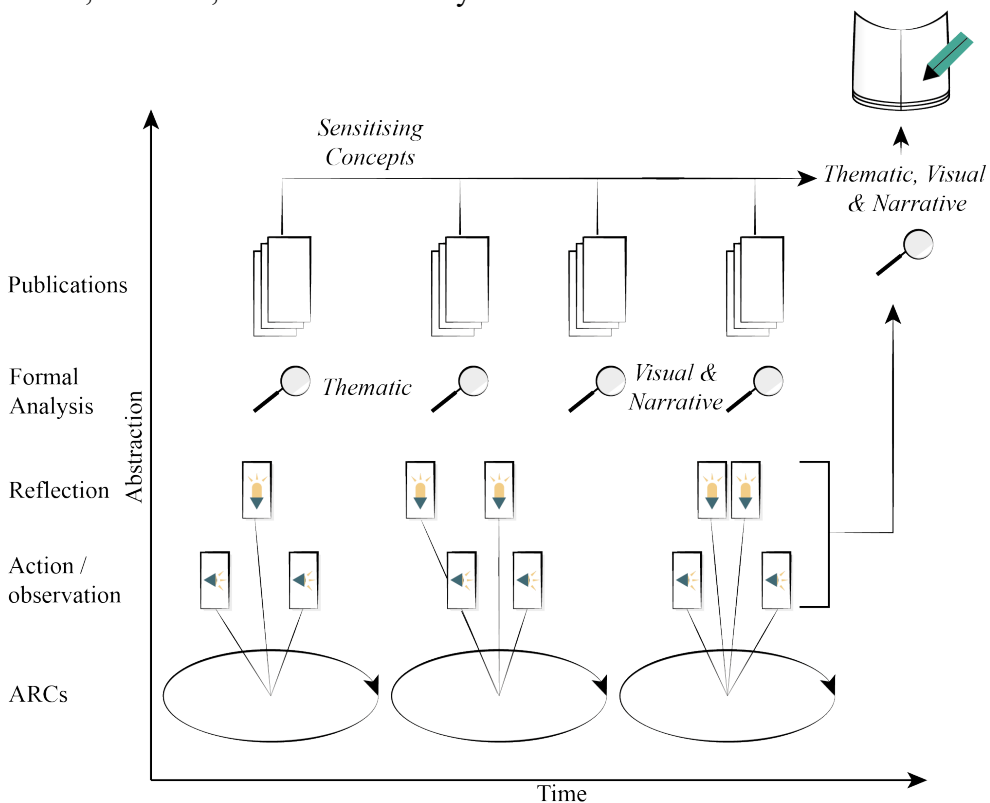 Sensitising
Concepts
Thematic, Visual
& Narrative
Publications
Formal
Analysis
Thematic
Visual &
Narrative
Abstraction
Reflection
Action /
observation
ARCs
Time